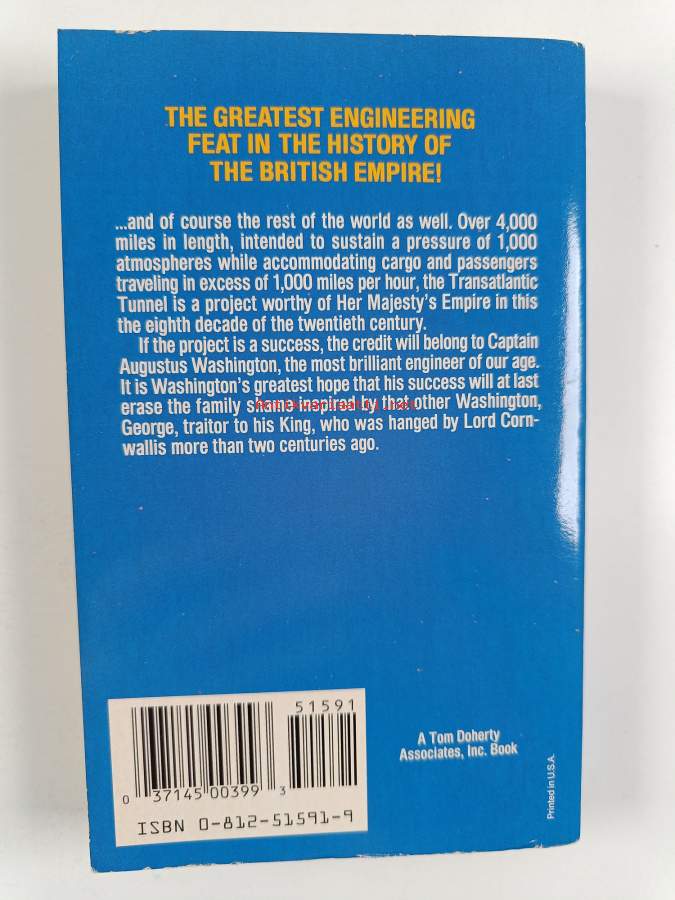 THE GREATEST ENGINEERING
FEAT IN THE HISTORY OF
THE BRITISH EMPIRE!
...and of course the rest of the world as well. Over 4,000
miles in length, intended to sustain a pressure of 1,000
atmospheres while accommodating cargo and passengers
traveling in excess of 1,000 miles per hour, the Transatlantic
Tunnel is a project worthy of Her Majesty's Empire in this
the eighth decade of the twentieth century.
If the project is a success, the credit will belong to Captain
Augustus Washington, the most brilliant engineer of our age.
It is Washington's greatest hope that his success will at last
erase the family by that other Washington,
George, traitor to his King, who was hanged by Lord Corn-
wallis more than two centuries ago.
51591
0 37145 00399 3
ISBN 0-812-51591-9
A Tom Doherty
Associates, Inc. Book
Printed in U.S.A.